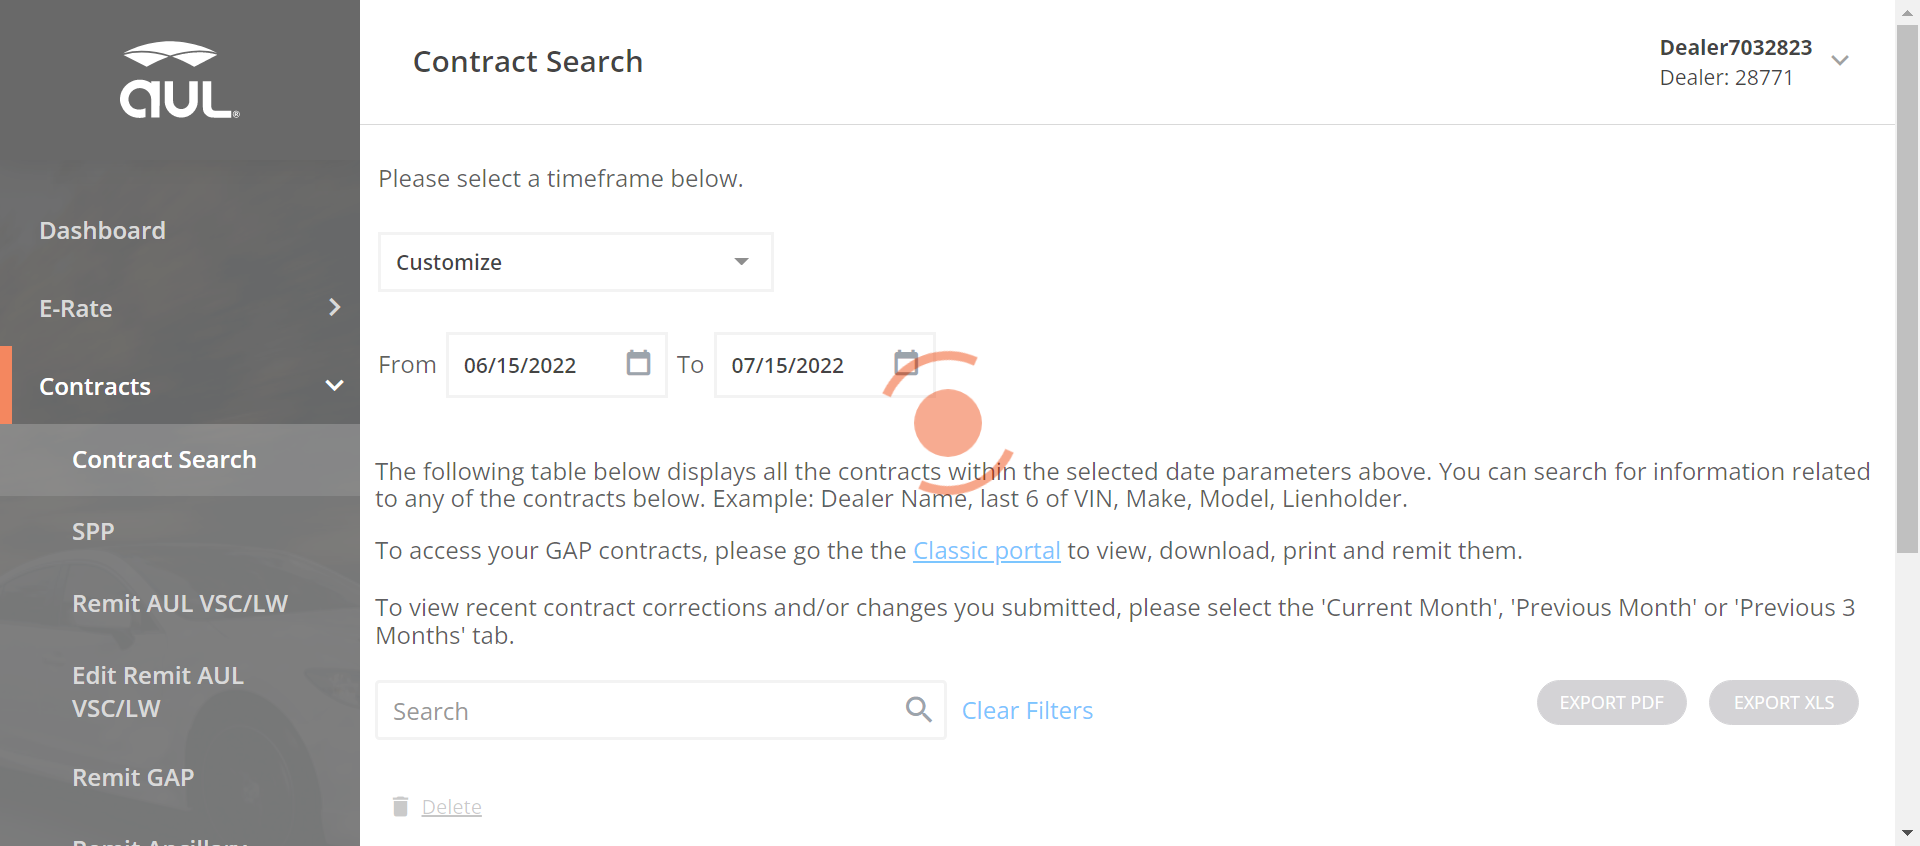 aUL®
Dashboard
E-Rate
Contracts
Contract Search
SPP
Remit AUL VSC/LW
Edit Remit AUL
VSC/LW
Remit GAP
Remit Ancillary
Contract Search
Dealer7032823
Dealer: 28771
Please select a timeframe below.
Customize
From 06/15/2022 To 07/15/2022
The following table below displays all the contracts within the selected date parameters above. You can search for information related
to any of the contracts below. Example: Dealer Name, last 6 of VIN, Make, Model, Lienholder.
To access your GAP contracts, please go the the Classic portal to view, download, print and remit them.
To view recent contract corrections and/or changes you submitted, please select the 'Current Month', 'Previous Month' or 'Previous 3
Months' tab.
Search Clear Filters EXPORT PDF EXPORT XLS
Delete